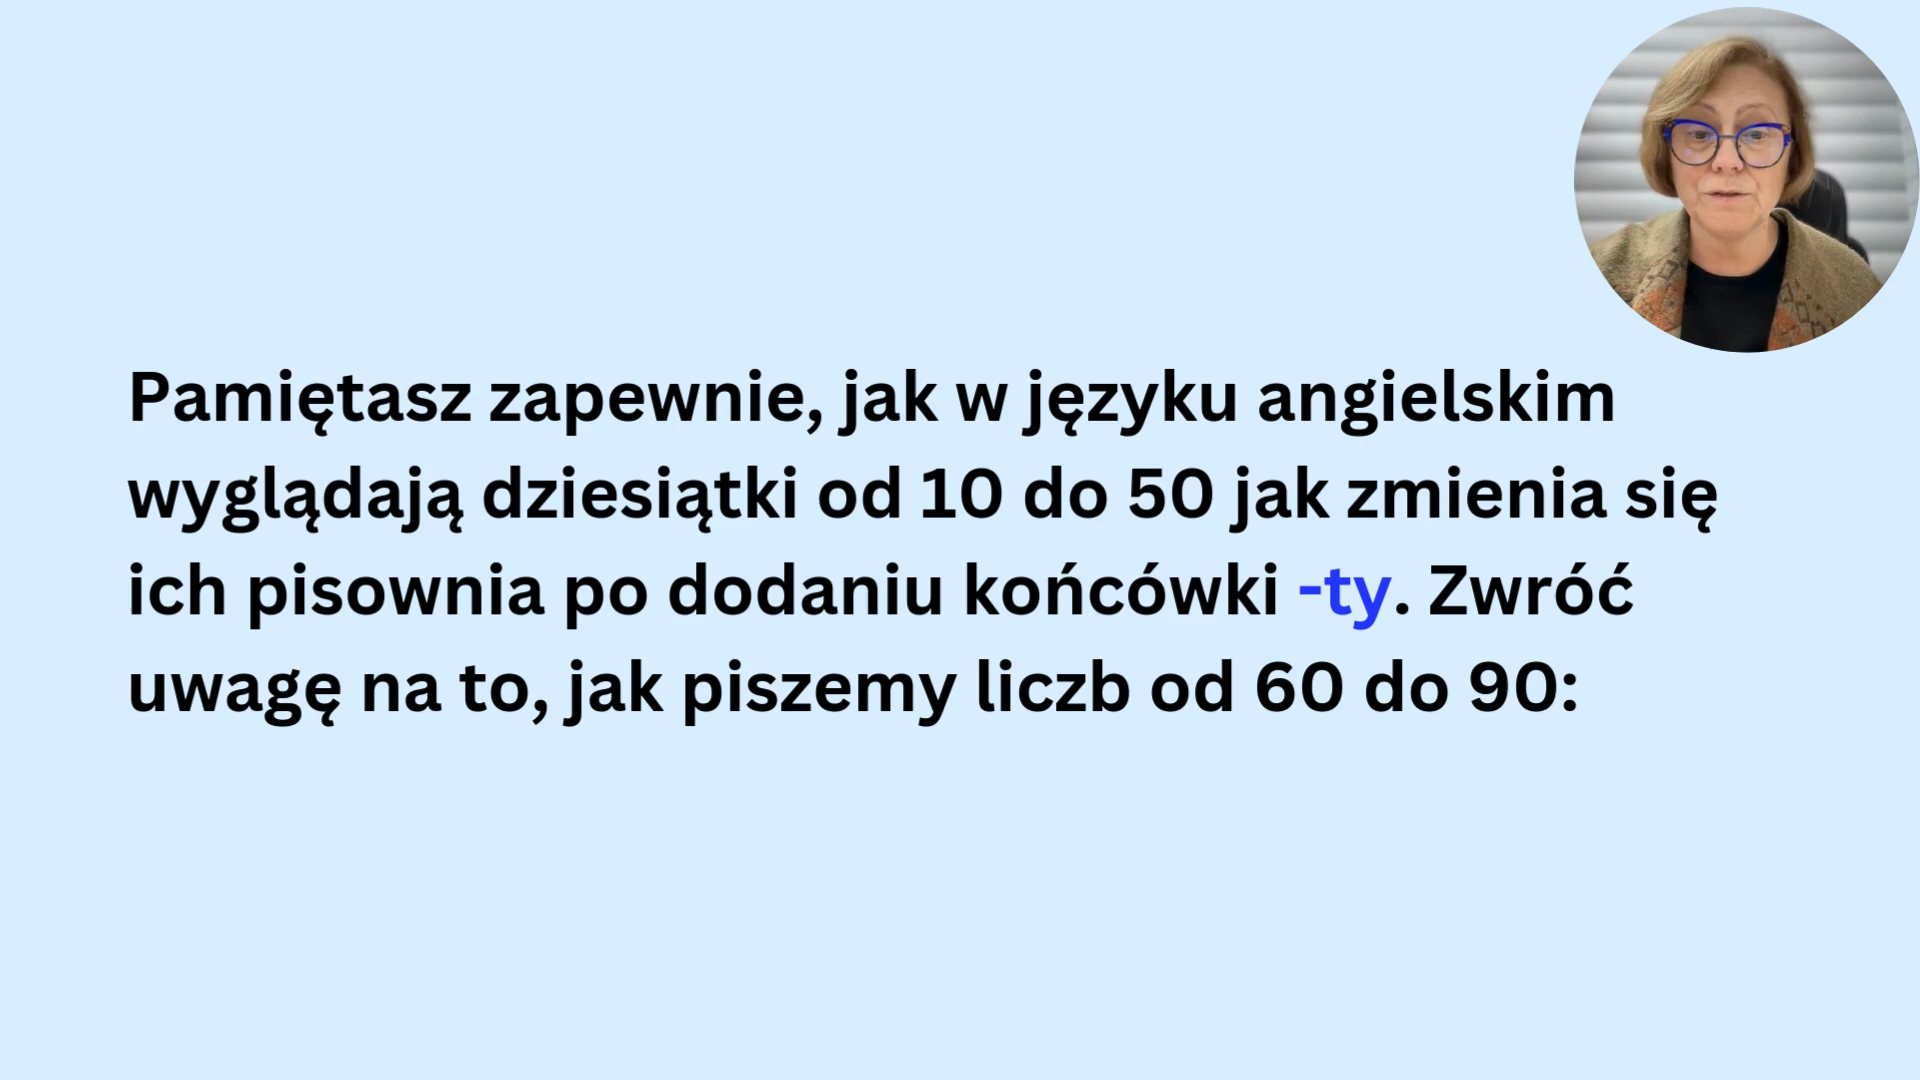 Pamiętasz zapewnie, jak w języku angielskim
wyglądają dziesiątki od 10 do 50 jak zmienia się
ich pisownia po dodaniu końcówki -ty. Zwróć
uwagę na to, jak piszemy liczb od 60 do 90: